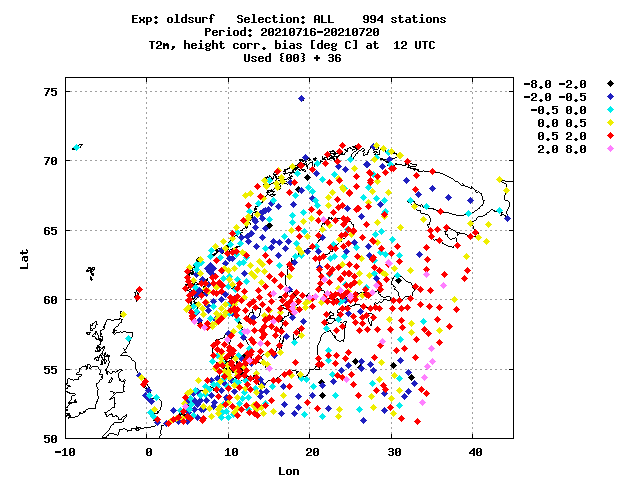 Exp: oldsurf   Selection: ALL    994 stations
Period: 20210716-20210720
T2m, height corr. bias [deg C] at  12 UTC
Used {00} + 36
-8.0 -2.0
-2.0 -0.5
-0.5 0.0
0.0 0.5
0.5 2.0
2.0 8.0
75
70
65
60
55
50
Lat
-10 0 10 20 30 40
Lon